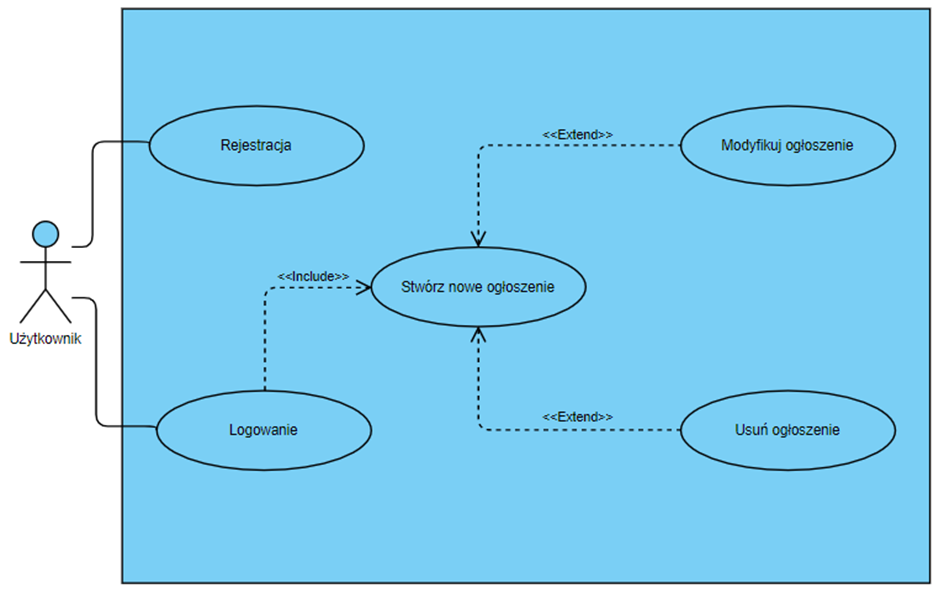 <<Extend>>
Rejestracja
Modyfikuj ogłoszenie
<<Include>>
Stwórz nowe ogłoszenie
Użytkownik
<<Extend>>
Logowanie
Usuń ogłoszenie